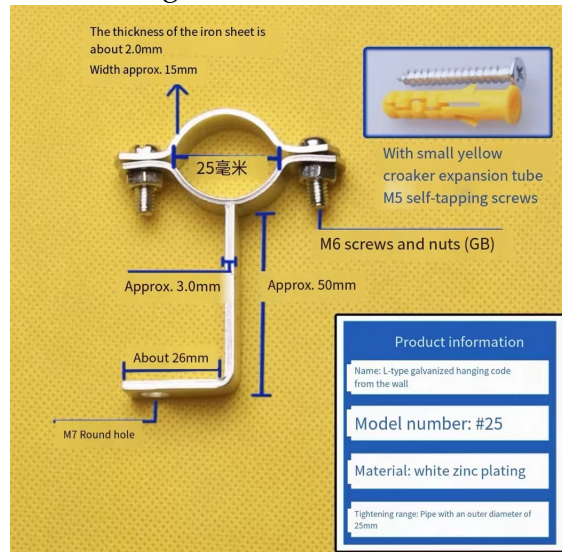 The thickness of the iron sheet is
about 2.0mm
Width approx. 15mm
25毫米
With small yellow
croaker expansion tube
M5 self-tapping screws
M6 screws and nuts (GB)
Approx. 3.0mm
Approx. 50mm
About 26mm
M7 Round hole
Product information
Name: L-type galvanized hanging code
from the wall
Model number: #25
Material: white zinc plating
Tightening range: Pipe with an outer diameter of
25mm